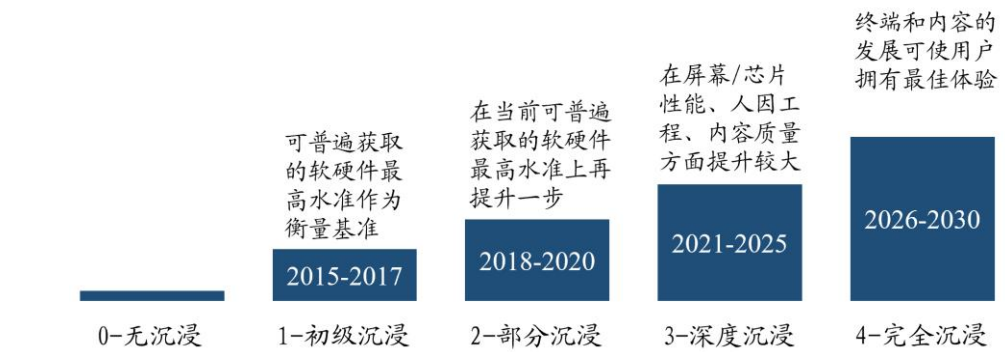 终端和内容的
发展可使用户
拥有最佳体验
在屏幕/芯片
性能、人因工
程、内容质量
方面提升较大
在当前可普遍
获取的软硬件
最高水准上再
提升一步
可普遍获取
的软硬件最
高水准作为
衡量基准
2015-2017
2018-2020
2021-2025
2026-2030
0-无沉浸
1-初级沉浸
2-部分沉浸
3-深度沉浸
4-完全沉浸